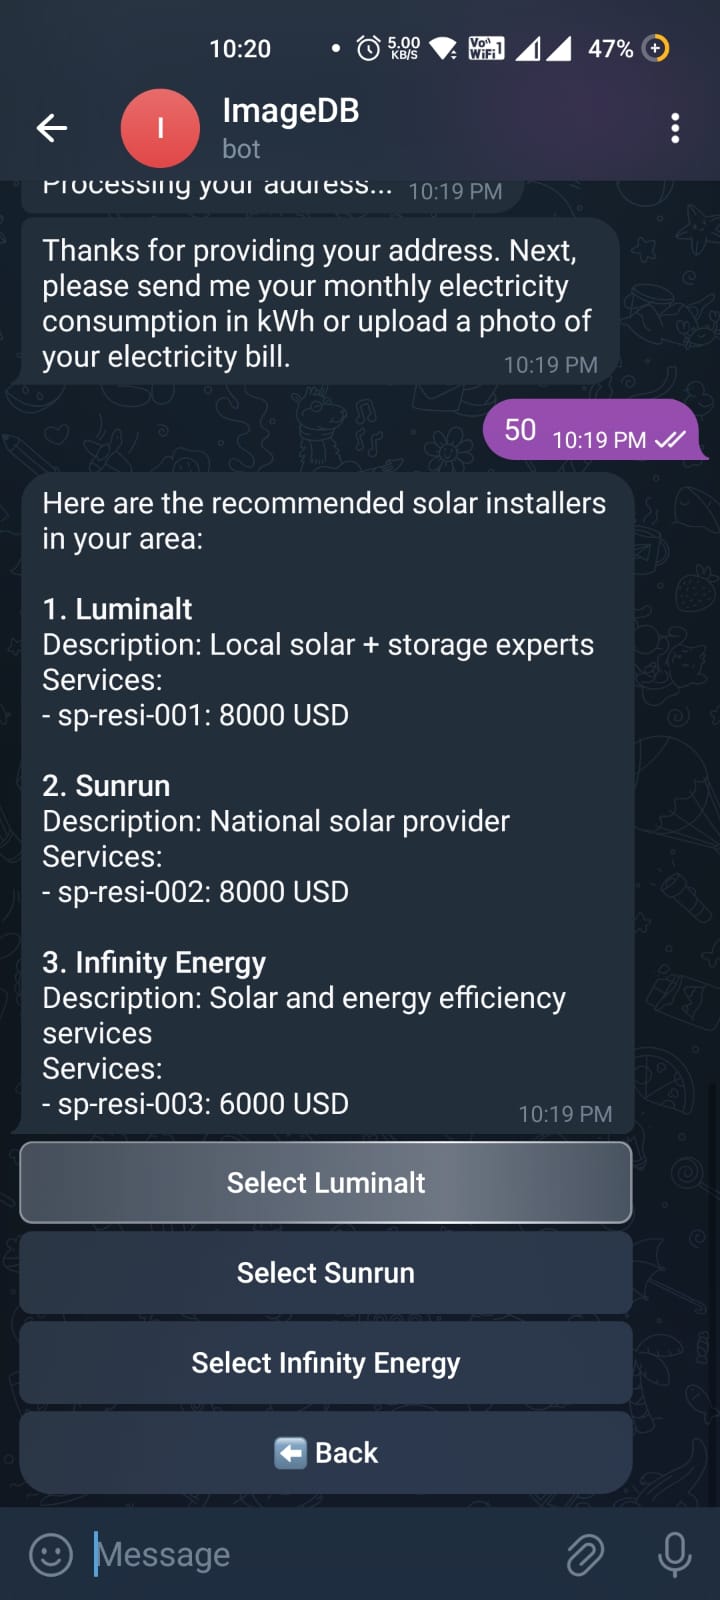 10:20
5.00
KB/S
Vo))
WiFi 1
47%
I
ImageDB
bot
Processing your address... 10:19 PM
Thanks for providing your address. Next,
please send me your monthly electricity
consumption in kWh or upload a photo of
your electricity bill. 10:19 PM
50 10:19 PM
Here are the recommended solar installers
in your area:
1. Luminalt
Description: Local solar + storage experts
Services:
- sp-resi-001: 8000 USD
2. Sunrun
Description: National solar provider
Services:
- sp-resi-002: 8000 USD
3. Infinity Energy
Description: Solar and energy efficiency
services
Services:
- sp-resi-003: 6000 USD 10:19 PM
Select Luminalt
Select Sunrun
Select Infinity Energy
Back
Message